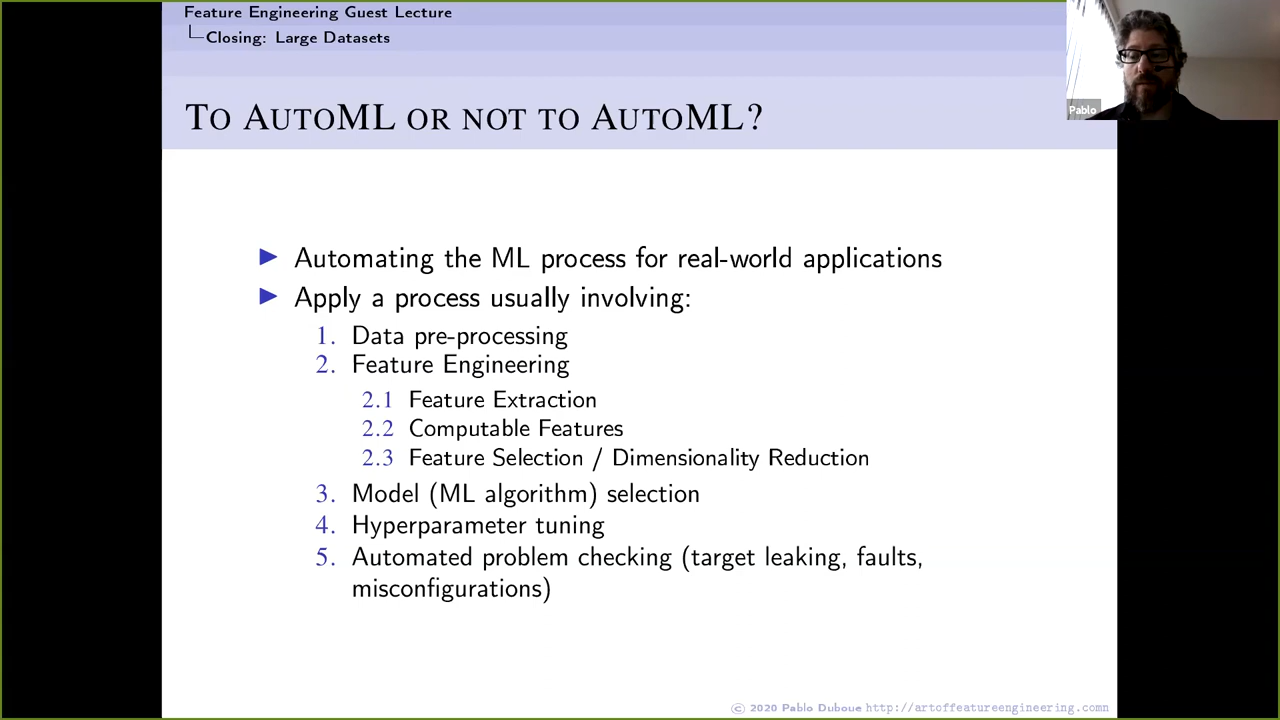 Feature Engineering Guest Lecture
Closing: Large Datasets
TO AUTOML OR NOT TO AUTOML?
Pablo
▶ Automating the ML process for real-world applications
▶ Apply a process usually involving:
1. Data pre-processing
2. Feature Engineering
2.1 Feature Extraction
2.2 Computable Features
2.3 Feature Selection / Dimensionality Reduction
3. Model (ML algorithm) selection
4. Hyperparameter tuning
5. Automated problem checking (target leaking, faults,
misconfigurations)
© 2020 Pablo Duboue http://artoffeatureengineering.comn